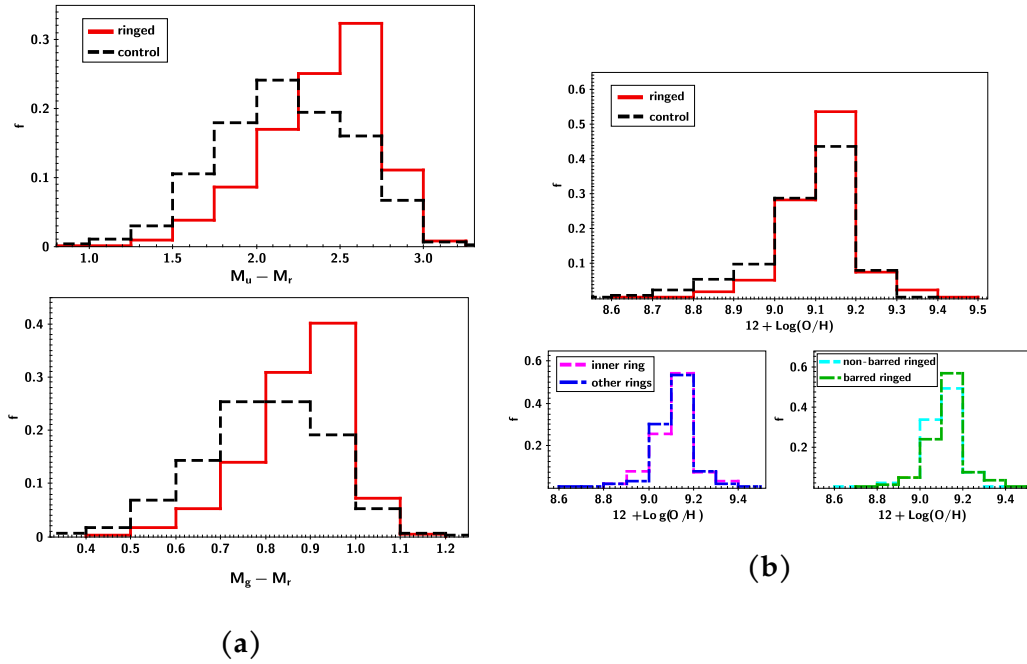 ringed
control
0.3
0.2
0.1
0
f
1.0 1.5 2.0 2.5 3.0
M_u − M_r
0.4
0.3
0.2
0.1
0
f
0.4 0.5 0.6 0.7 0.8 0.9 1.0 1.1 1.2
M_g − M_r
(a)
ringed
control
0.6
0.5
0.4
0.3
0.2
0.1
f
8.6 8.7 8.8 8.9 9.0 9.1 9.2 9.3 9.4 9.5
12 + Log(O/H)
inner ring
other rings
0.6
0.4
0.2
f
8.6 8.8 9.0 9.2 9.4
12 +Log(O/H)
non-barred ringed
barred ringed
0.6
0.4
0.2
f
8.6 8.8 9.0 9.2 9.4
12 + Log(O/H)
(b)